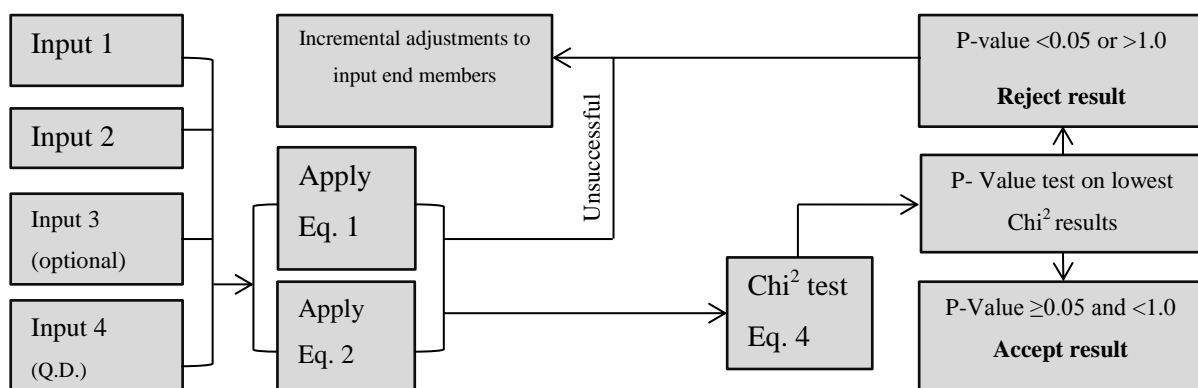 Input 1
Input 2
Input 3
(optional)
Input 4
(Q.D.)
Incremental adjustments to
input end members
Apply
Eq. 1
Apply
Eq. 2
Unsuccessful
Chi² test
Eq. 4
P-value <0.05 or >1.0
Reject result
P- Value test on lowest
Chi² results
P-Value ≥0.05 and <1.0
Accept result